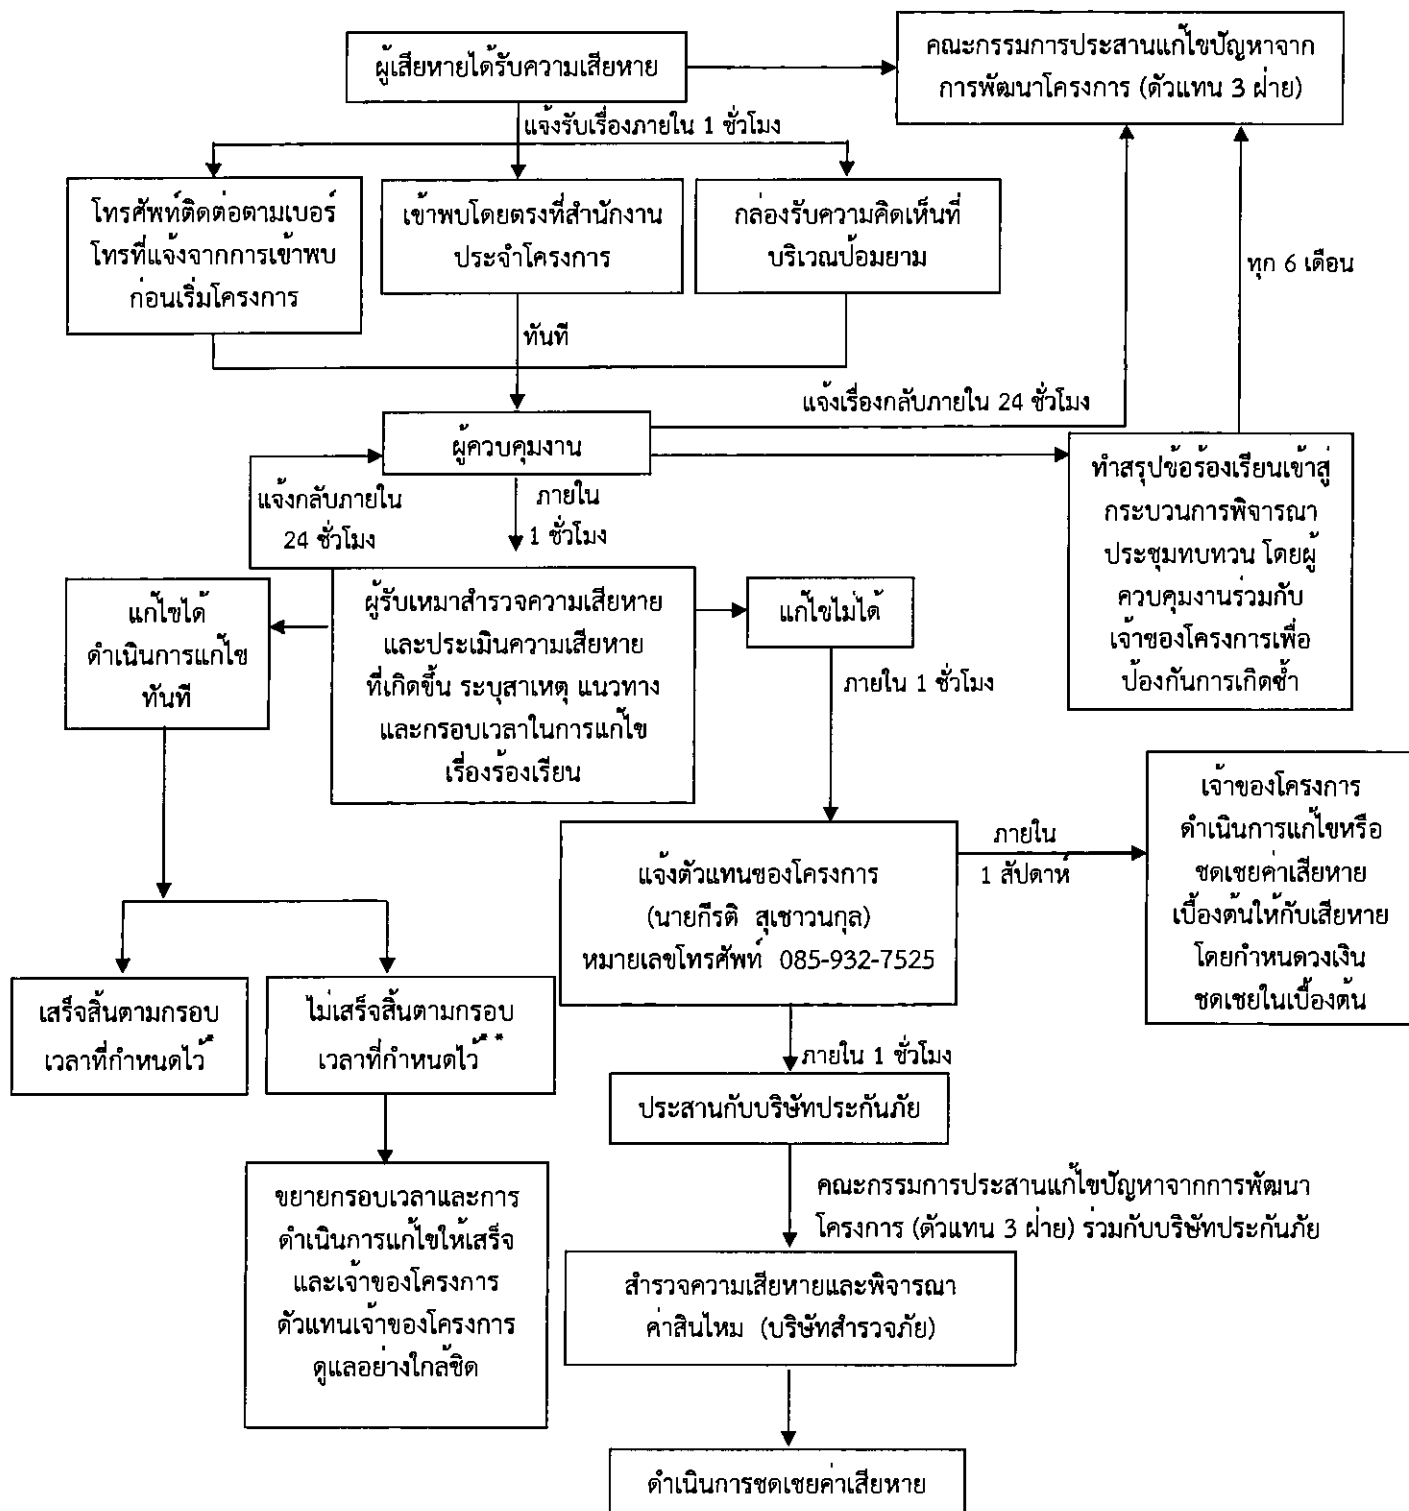 ผู้เสียหายได้รับความเสียหาย
คณะกรรมการประสานแก้ไขปัญหาจาก
การพัฒนาโครงการ (ตัวแทน 3 ฝ่าย)
แจ้งรับเรื่องภายใน 1 ชั่วโมง
โทรศัพท์ติดต่อตามเบอร์
โทรที่แจ้งจากการเข้าพบ
ก่อนเริ่มโครงการ
เข้าพบโดยตรงที่สำนักงาน
ประจำโครงการ
กล่องรับความคิดเห็นที่
บริเวณป้อมยาม
ทุก 6 เดือน
ทันที
แจ้งเรื่องกลับภายใน 24 ชั่วโมง
ผู้ควบคุมงาน
แจ้งกลับภายใน
24 ชั่วโมง
ภายใน
1 ชั่วโมง
ทำสรุปข้อร้องเรียนเข้าสู่
กระบวนการพิจารณา
ประชุมทบทวน โดยผู้
ควบคุมงานร่วมกับ
เจ้าของโครงการเพื่อ
ป้องกันการเกิดซ้ำ
แก้ไขได้
ดำเนินการแก้ไข
ทันที
ผู้รับเหมาสำรวจความเสียหาย
และประเมินความเสียหาย
ที่เกิดขึ้น ระบุสาเหตุ แนวทาง
และกรอบเวลาในการแก้ไข
เรื่องร้องเรียน
แก้ไขไม่ได้
ภายใน 1 ชั่วโมง
แจ้งตัวแทนของโครงการ
(นายกีรติ สุเชาวนกุล)
หมายเลขโทรศัพท์ 085-932-7525
ภายใน
1 สัปดาห์
เจ้าของโครงการ
ดำเนินการแก้ไขหรือ
ชดเชยค่าเสียหาย
เบื้องต้นให้กับเสียหาย
โดยกำหนดวงเงิน
ชดเชยในเบื้องต้น
เสร็จสิ้นตามกรอบ
เวลาที่กำหนดไว้*
ไม่เสร็จสิ้นตามกรอบ
เวลาที่กำหนดไว้**
ภายใน 1 ชั่วโมง
ประสานกับบริษัทประกันภัย
ขยายกรอบเวลาและการ
ดำเนินการแก้ไขให้เสร็จ
และเจ้าของโครงการ
ตัวแทนเจ้าของโครงการ
ดูแลอย่างใกล้ชิด
คณะกรรมการประสานแก้ไขปัญหาจากการพัฒนา
โครงการ (ตัวแทน 3 ฝ่าย) ร่วมกับบริษัทประกันภัย
สำรวจความเสียหายและพิจารณา
ค่าสินไหม (บริษัทสำรวจภัย)
ดำเนินการชดเชยค่าเสียหาย